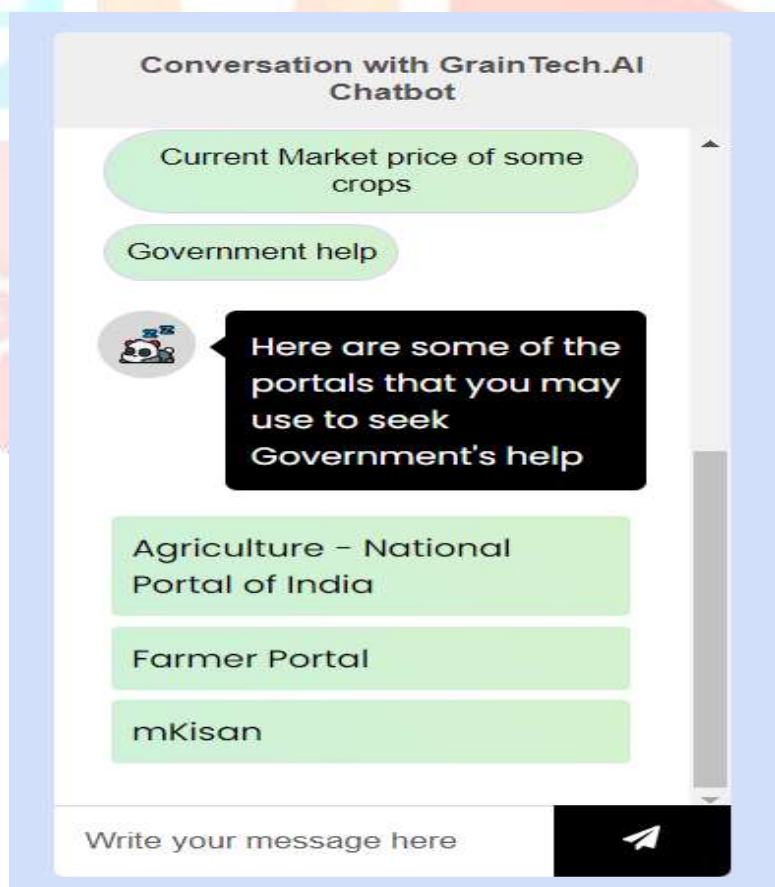 Conversation with GrainTech.AI
Chatbot
Current Market price of some
crops
Government help
Here are some of the
portals that you may
use to seek
Government's help
Agriculture - National
Portal of India
Farmer Portal
mKisan
Write your message here